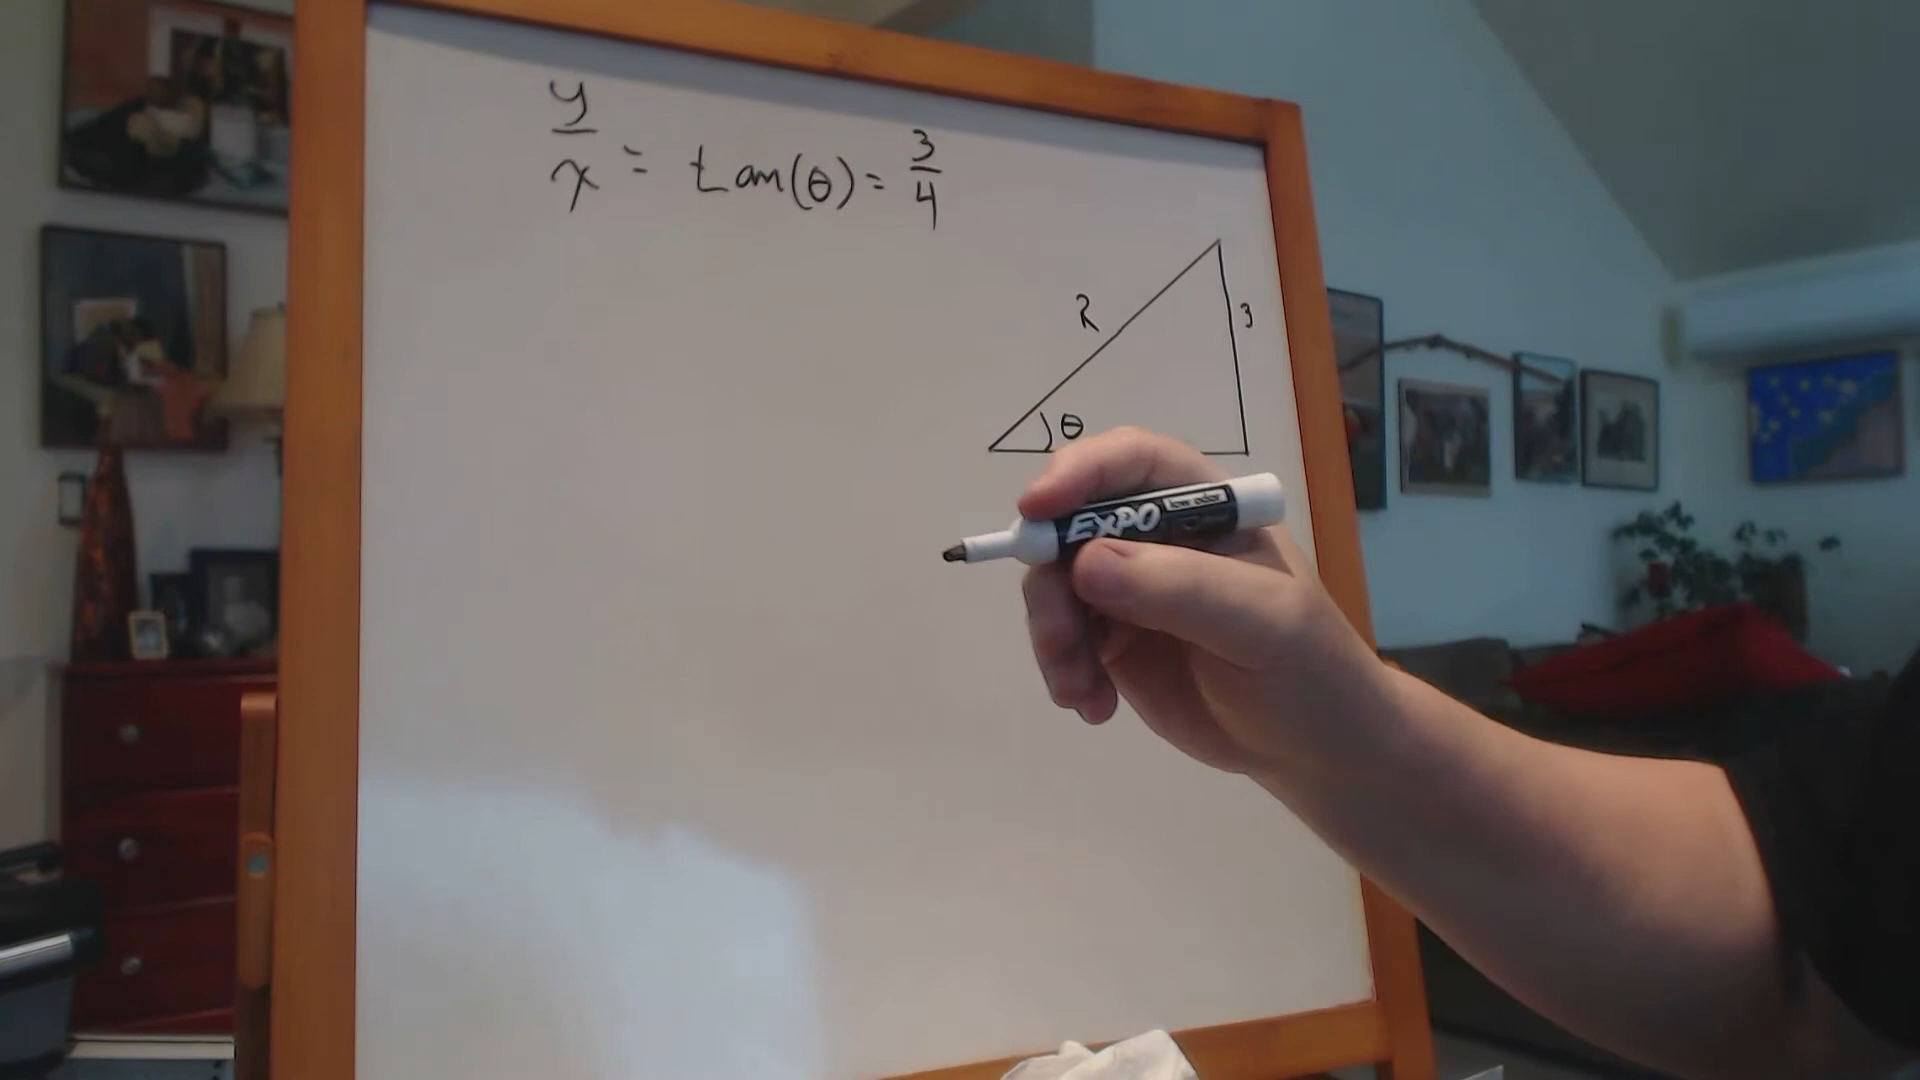 y/x = tan(θ) = 3/4
R
3
θ
EXPO low odor